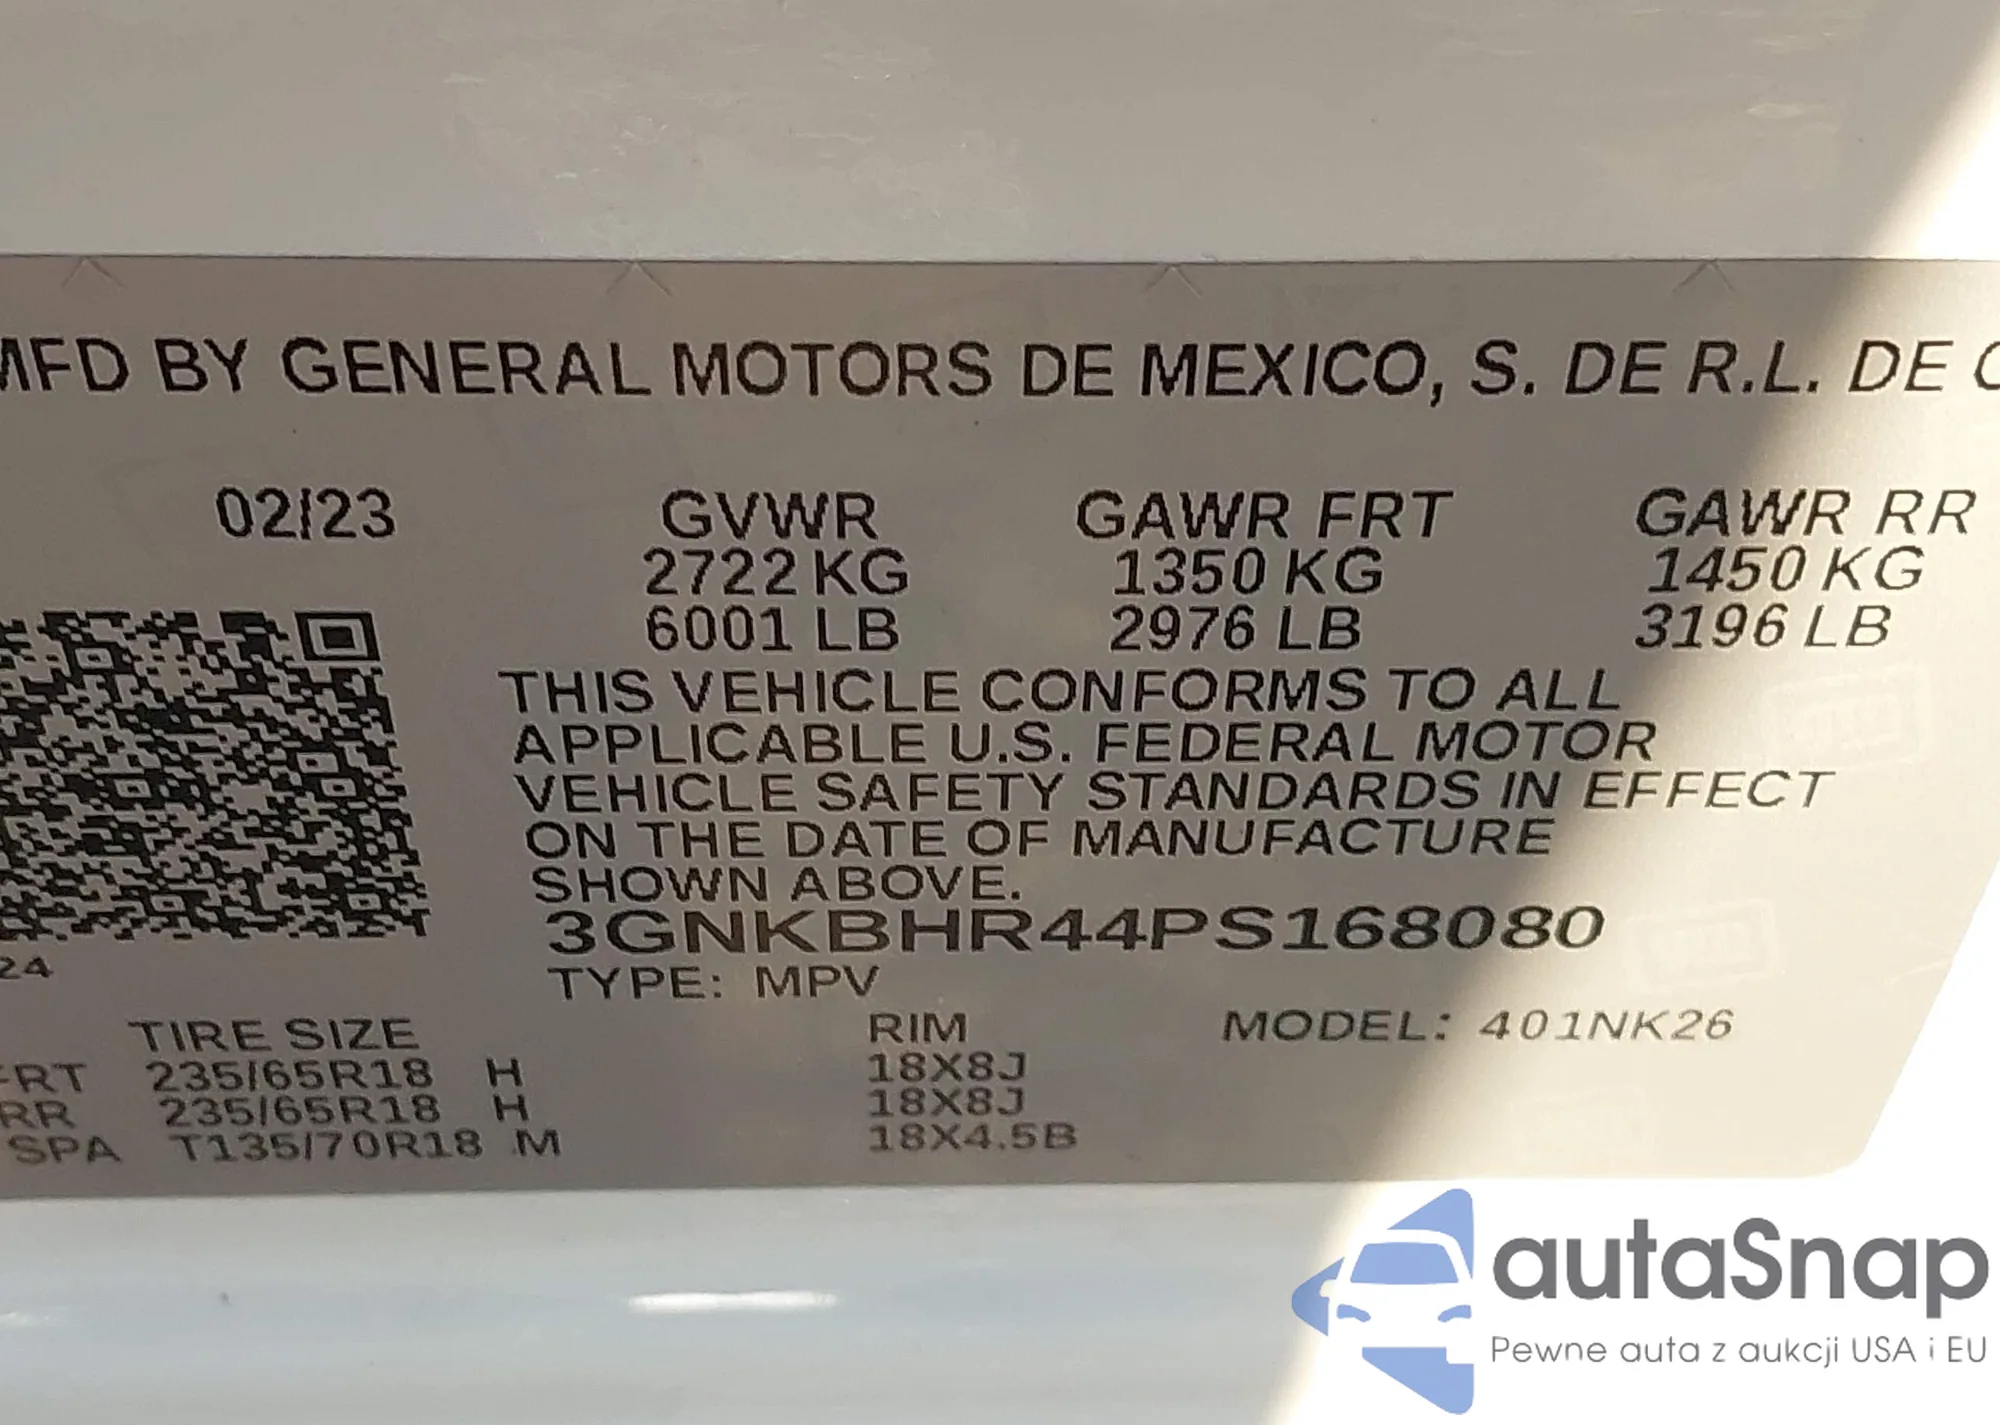 MFD BY GENERAL MOTORS DE MEXICO, S. DE R.L. DE C
02/23 GVWR GAWR FRT GAWR RR
2722 KG 1350 KG 1450 KG
6001 LB 2976 LB 3196 LB
THIS VEHICLE CONFORMS TO ALL
APPLICABLE U.S. FEDERAL MOTOR
VEHICLE SAFETY STANDARDS IN EFFECT
ON THE DATE OF MANUFACTURE
SHOWN ABOVE.
3GNKBHR44PS168080
24
TYPE: MPV
TIRE SIZE RIM MODEL: 401NK26
FRT 235/65R18 H 18X8J
RR 235/65R18 H 18X8J
SPA T135/70R18 M 18X4.5B
autaSnap
Pewne auta z aukcji USA i EU